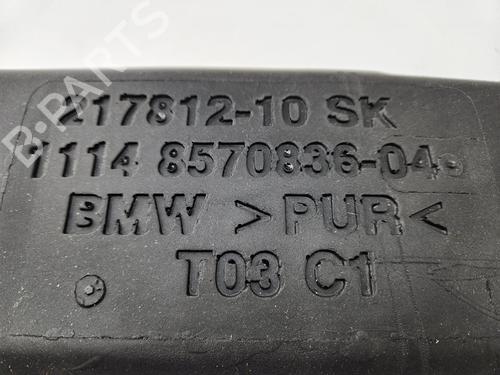 B-PARTS
217812-10 SK
1114 8570836-04
BMW >PUR<
T03 C1